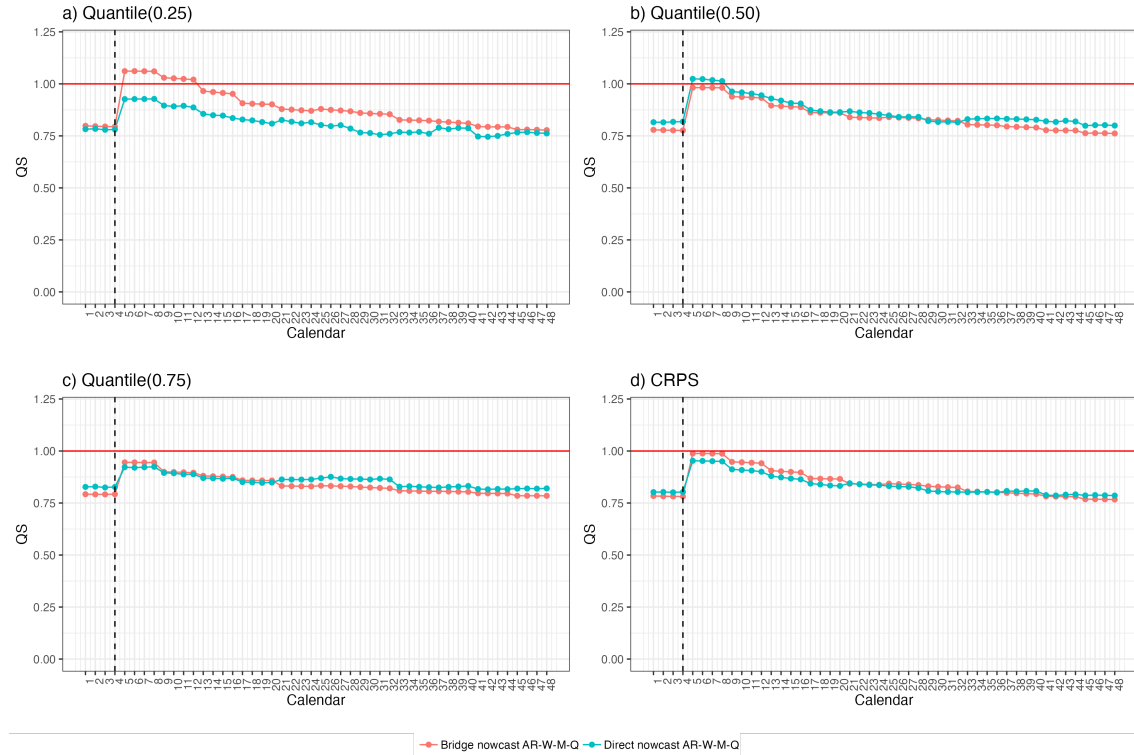 a) Quantile(0.25)
1.25
1.00
0.75
0.50
0.25
0.00
QS
1 2 3 4 5 6 7 8 9 10 11 12 13 14 15 16 17 18 19 20 21 22 23 24 25 26 27 28 29 30 31 32 33 34 35 36 37 38 39 40 41 42 43 44 45 46 47 48
Calendar
b) Quantile(0.50)
1.25
1.00
0.75
0.50
0.25
0.00
QS
1 2 3 4 5 6 7 8 9 10 11 12 13 14 15 16 17 18 19 20 21 22 23 24 25 26 27 28 29 30 31 32 33 34 35 36 37 38 39 40 41 42 43 44 45 46 47 48
Calendar
c) Quantile(0.75)
1.25
1.00
0.75
0.50
0.25
0.00
QS
1 2 3 4 5 6 7 8 9 10 11 12 13 14 15 16 17 18 19 20 21 22 23 24 25 26 27 28 29 30 31 32 33 34 35 36 37 38 39 40 41 42 43 44 45 46 47 48
Calendar
d) CRPS
1.25
1.00
0.75
0.50
0.25
0.00
QS
1 2 3 4 5 6 7 8 9 10 11 12 13 14 15 16 17 18 19 20 21 22 23 24 25 26 27 28 29 30 31 32 33 34 35 36 37 38 39 40 41 42 43 44 45 46 47 48
Calendar
Bridge nowcast AR-W-M-Q Direct nowcast AR-W-M-Q